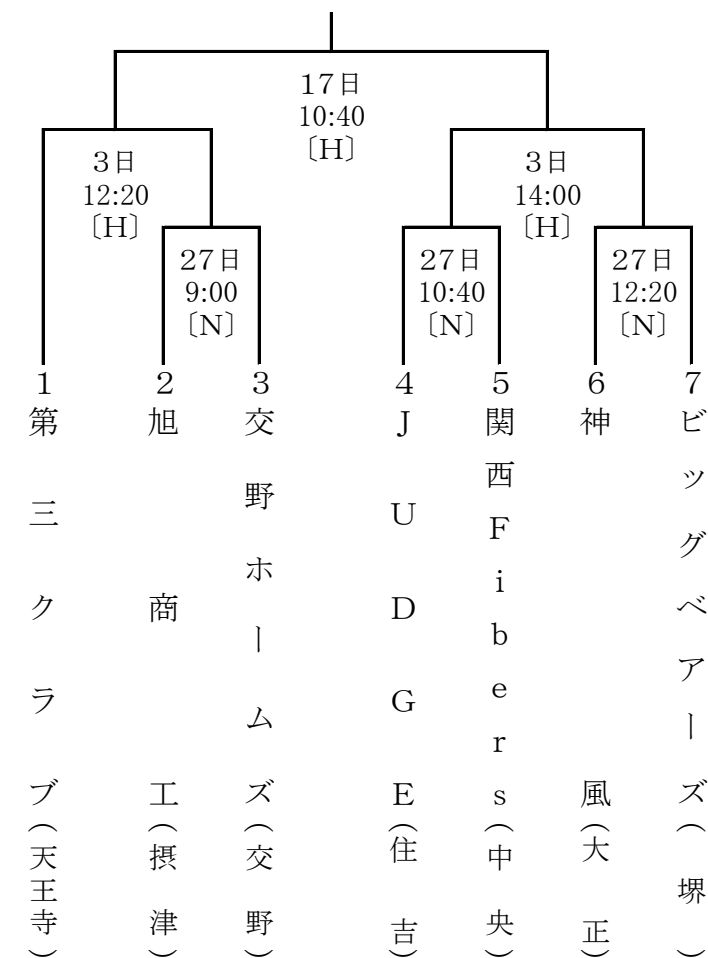 17日
10:40
〔H〕
3日
12:20
〔H〕
3日
14:00
〔H〕
27日
9:00
〔N〕
27日
10:40
〔N〕
27日
12:20
〔N〕
1
第三クラブ(天王寺)
2
旭商工(摂津)
3
交野ホームズ(交野)
4
JUDGE(住吉)
5
関西Fibers(中央)
6
神風(大正)
7
ビッグベアーズ(堺)